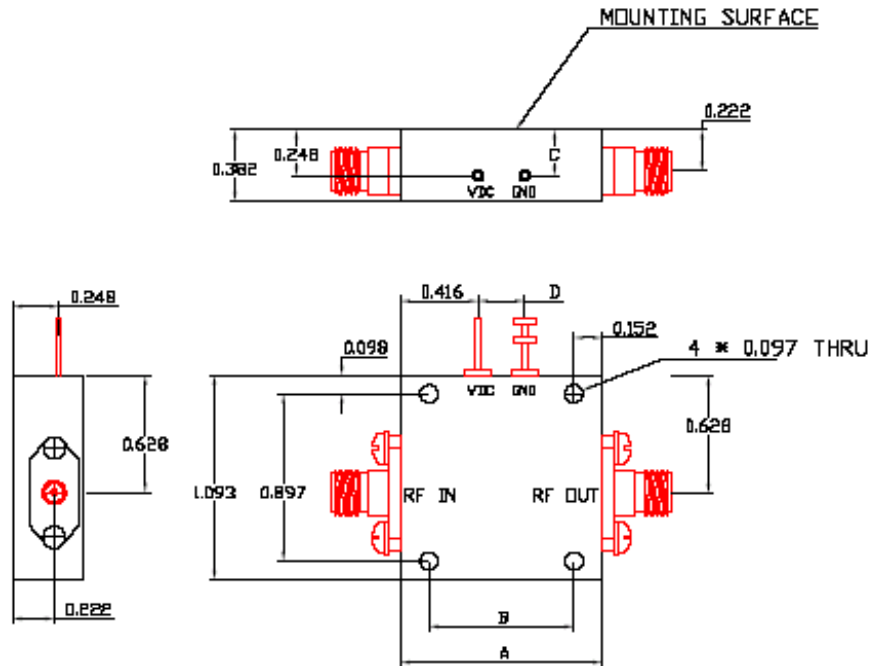 MOUNTING SURFACE
0.222
0.382
0.248
C
VDC GND
0.248
0.416
D
0.152
0.098
4 * 0.097 THRU
VDC GND
0.628
0.628
1.093
0.897
RF IN
RF OUT
0.222
B
A